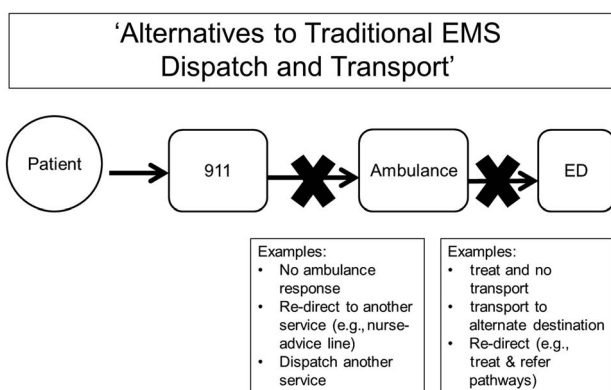 ‘Alternatives to Traditional EMS
Dispatch and Transport’
Patient
911
Ambulance
ED
Examples:
• No ambulance
response
• Re-direct to another
service (e.g., nurse-
advice line)
• Dispatch another
service
Examples:
• treat and no
transport
• transport to
alternate destination
• Re-direct (e.g.,
treat & refer
pathways)